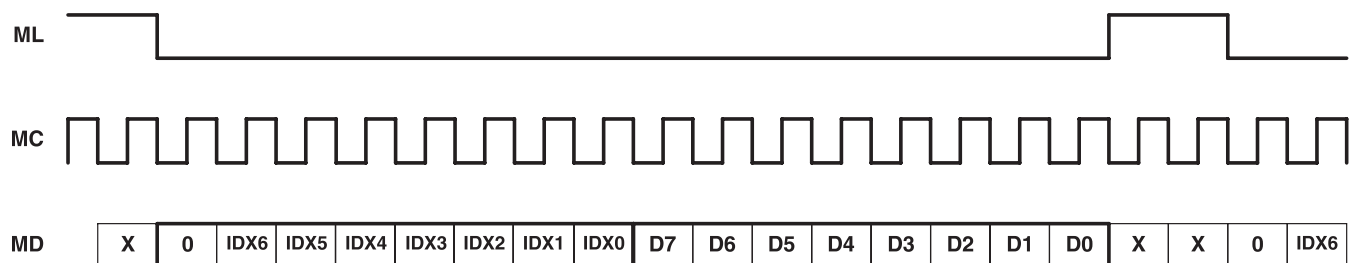 ML
MC
MD X 0 IDX6 IDX5 IDX4 IDX3 IDX2 IDX1 IDX0 D7 D6 D5 D4 D3 D2 D1 D0 X X 0 IDX6